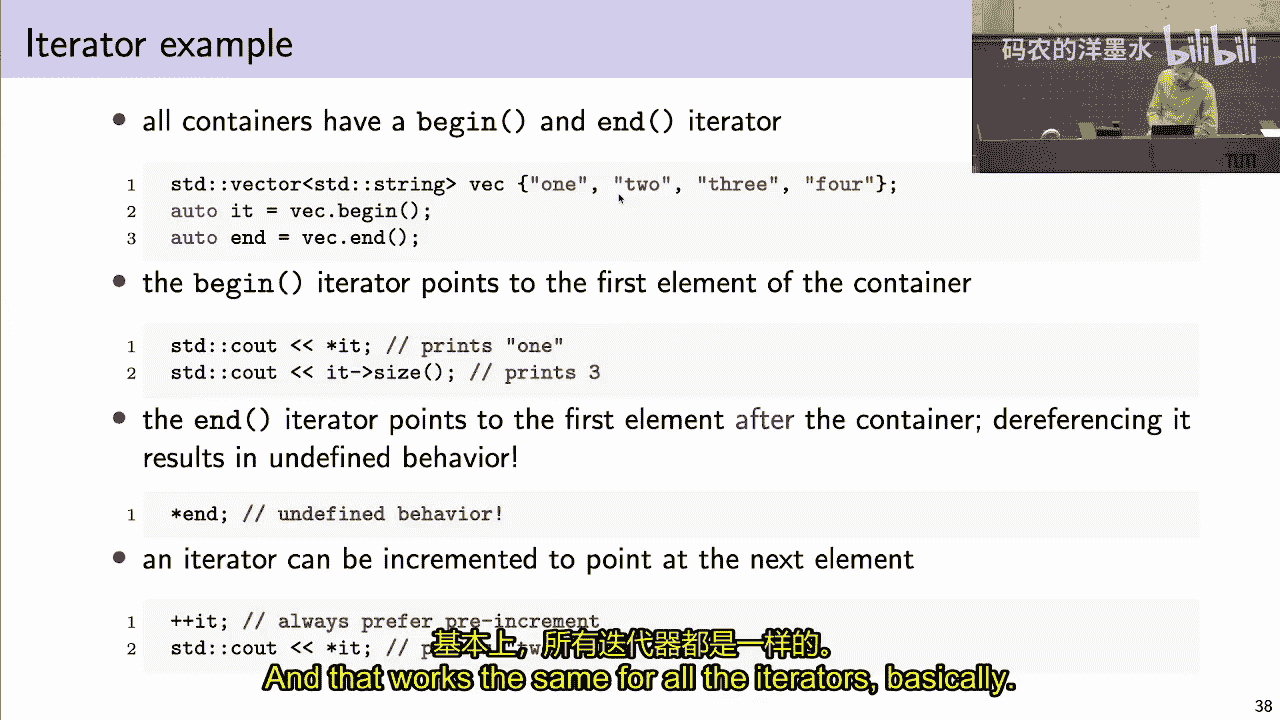 Iterator example
码农的洋墨水 bilibili
• all containers have a begin() and end() iterator
1 std::vector<std::string> vec {"one", "two", "three", "four"};
2 auto it = vec.begin();
3 auto end = vec.end();
• the begin() iterator points to the first element of the container
1 std::cout << *it; // prints "one"
2 std::cout << it->size(); // prints 3
• the end() iterator points to the first element after the container; dereferencing it
results in undefined behavior!
1 *end; // undefined behavior!
• an iterator can be incremented to point at the next element
1 ++it; // always prefer pre-increment
2 std::cout << *it; //
基本上，所有迭代器都是一样的。
And that works the same for all the iterators, basically.
38